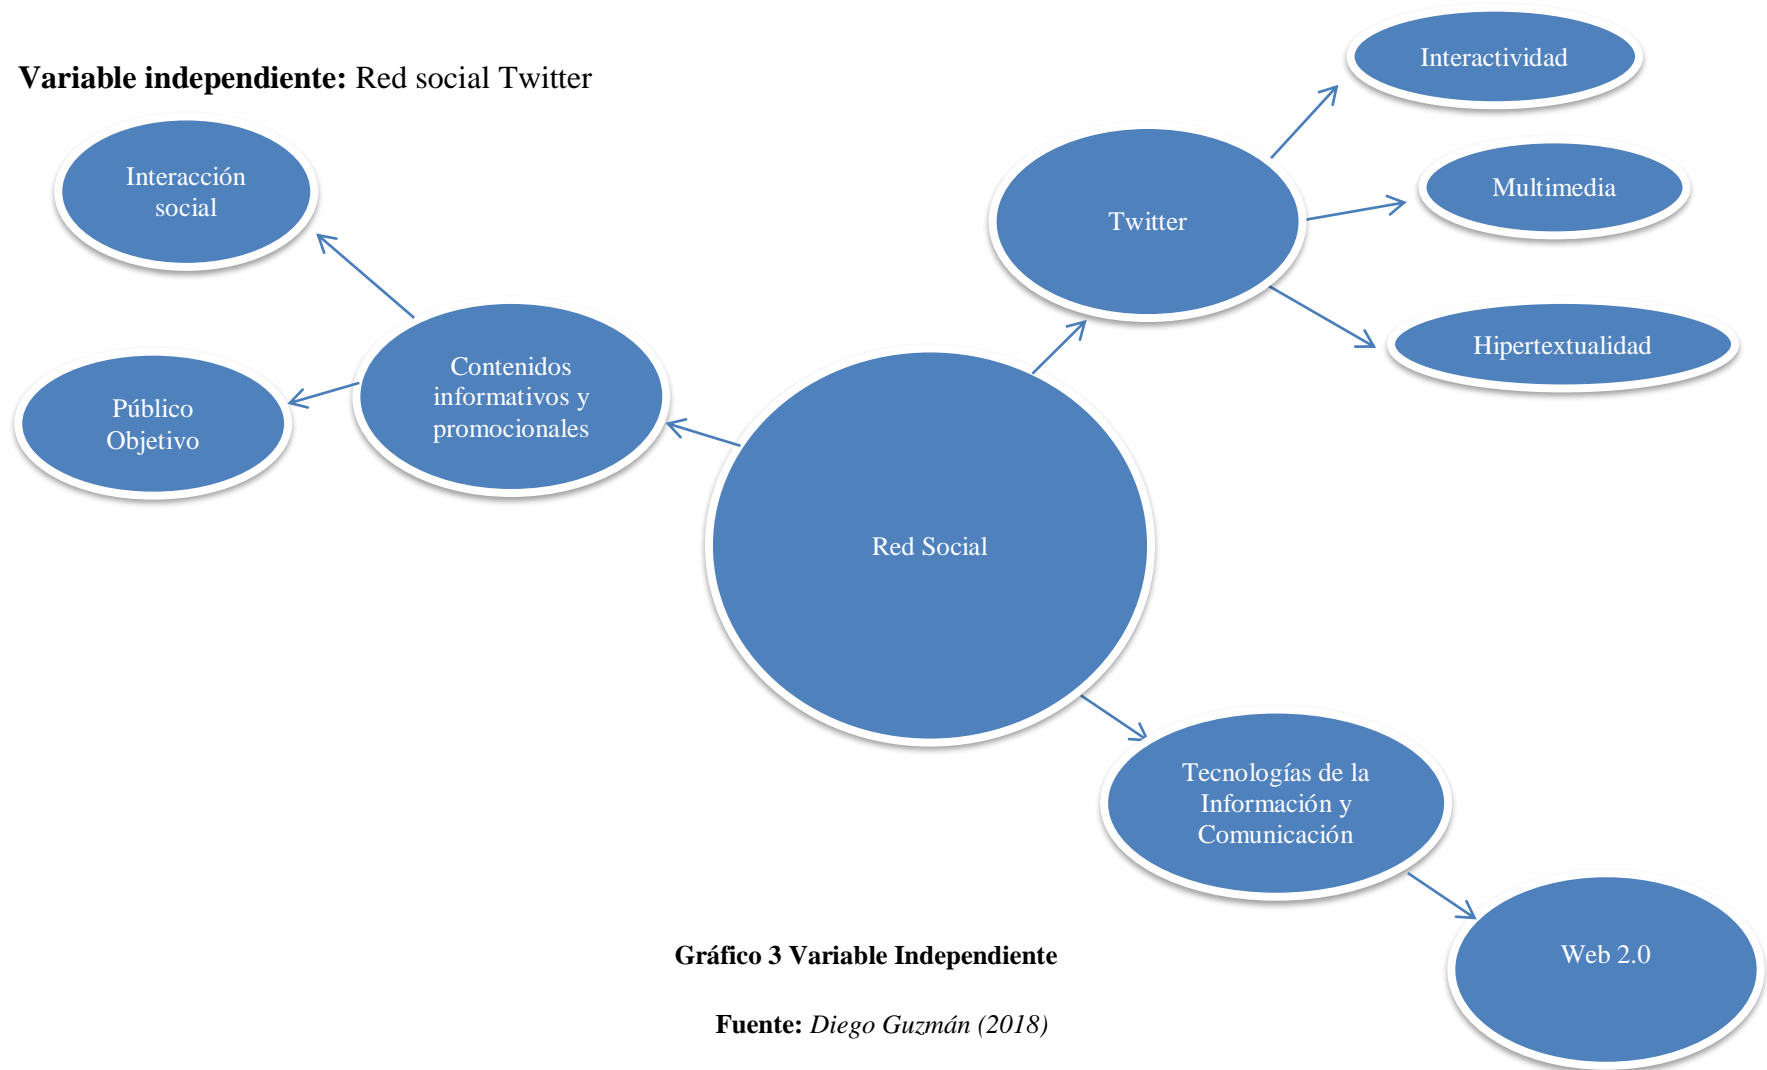 Variable independiente: Red social Twitter
Interactividad
Interacción
social
Multimedia
Twitter
Hipertextualidad
Contenidos
informativos y
promocionales
Público
Objetivo
Red Social
Tecnologías de la
Información y
Comunicación
Web 2.0
Gráfico 3 Variable Independiente
Fuente: Diego Guzmán (2018)